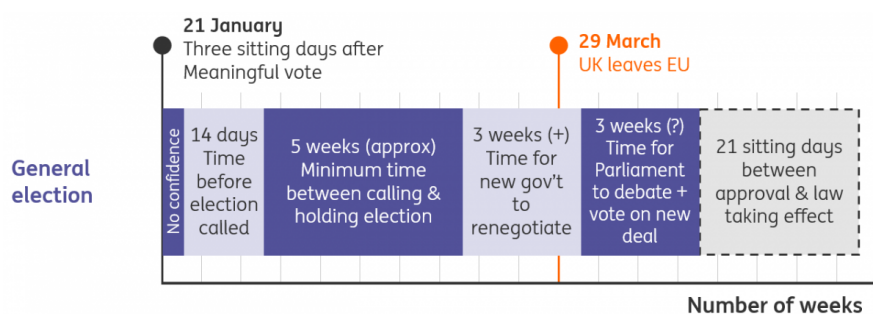 21 January
Three sitting days after
Meaningful vote
29 March
UK leaves EU
General
election
No confidence
14 days
Time
before
election
called
5 weeks (approx)
Minimum time
between calling &
holding election
3 weeks (+)
Time for
new gov't
to
renegotiate
3 weeks (?)
Time for
Parliament
to debate +
vote on new
deal
21 sitting days
between
approval & law
taking effect
Number of weeks